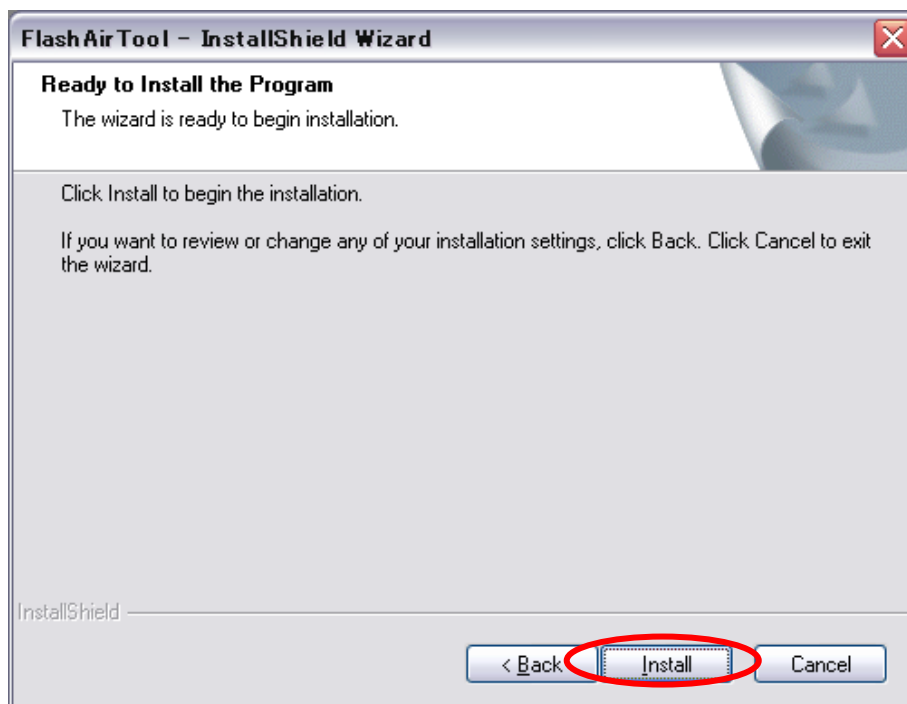 FlashAirTool - InstallShield Wizard
Ready to Install the Program
The wizard is ready to begin installation.
Click Install to begin the installation.
If you want to review or change any of your installation settings, click Back. Click Cancel to exit
the wizard.
InstallShield
< Back
Install
Cancel